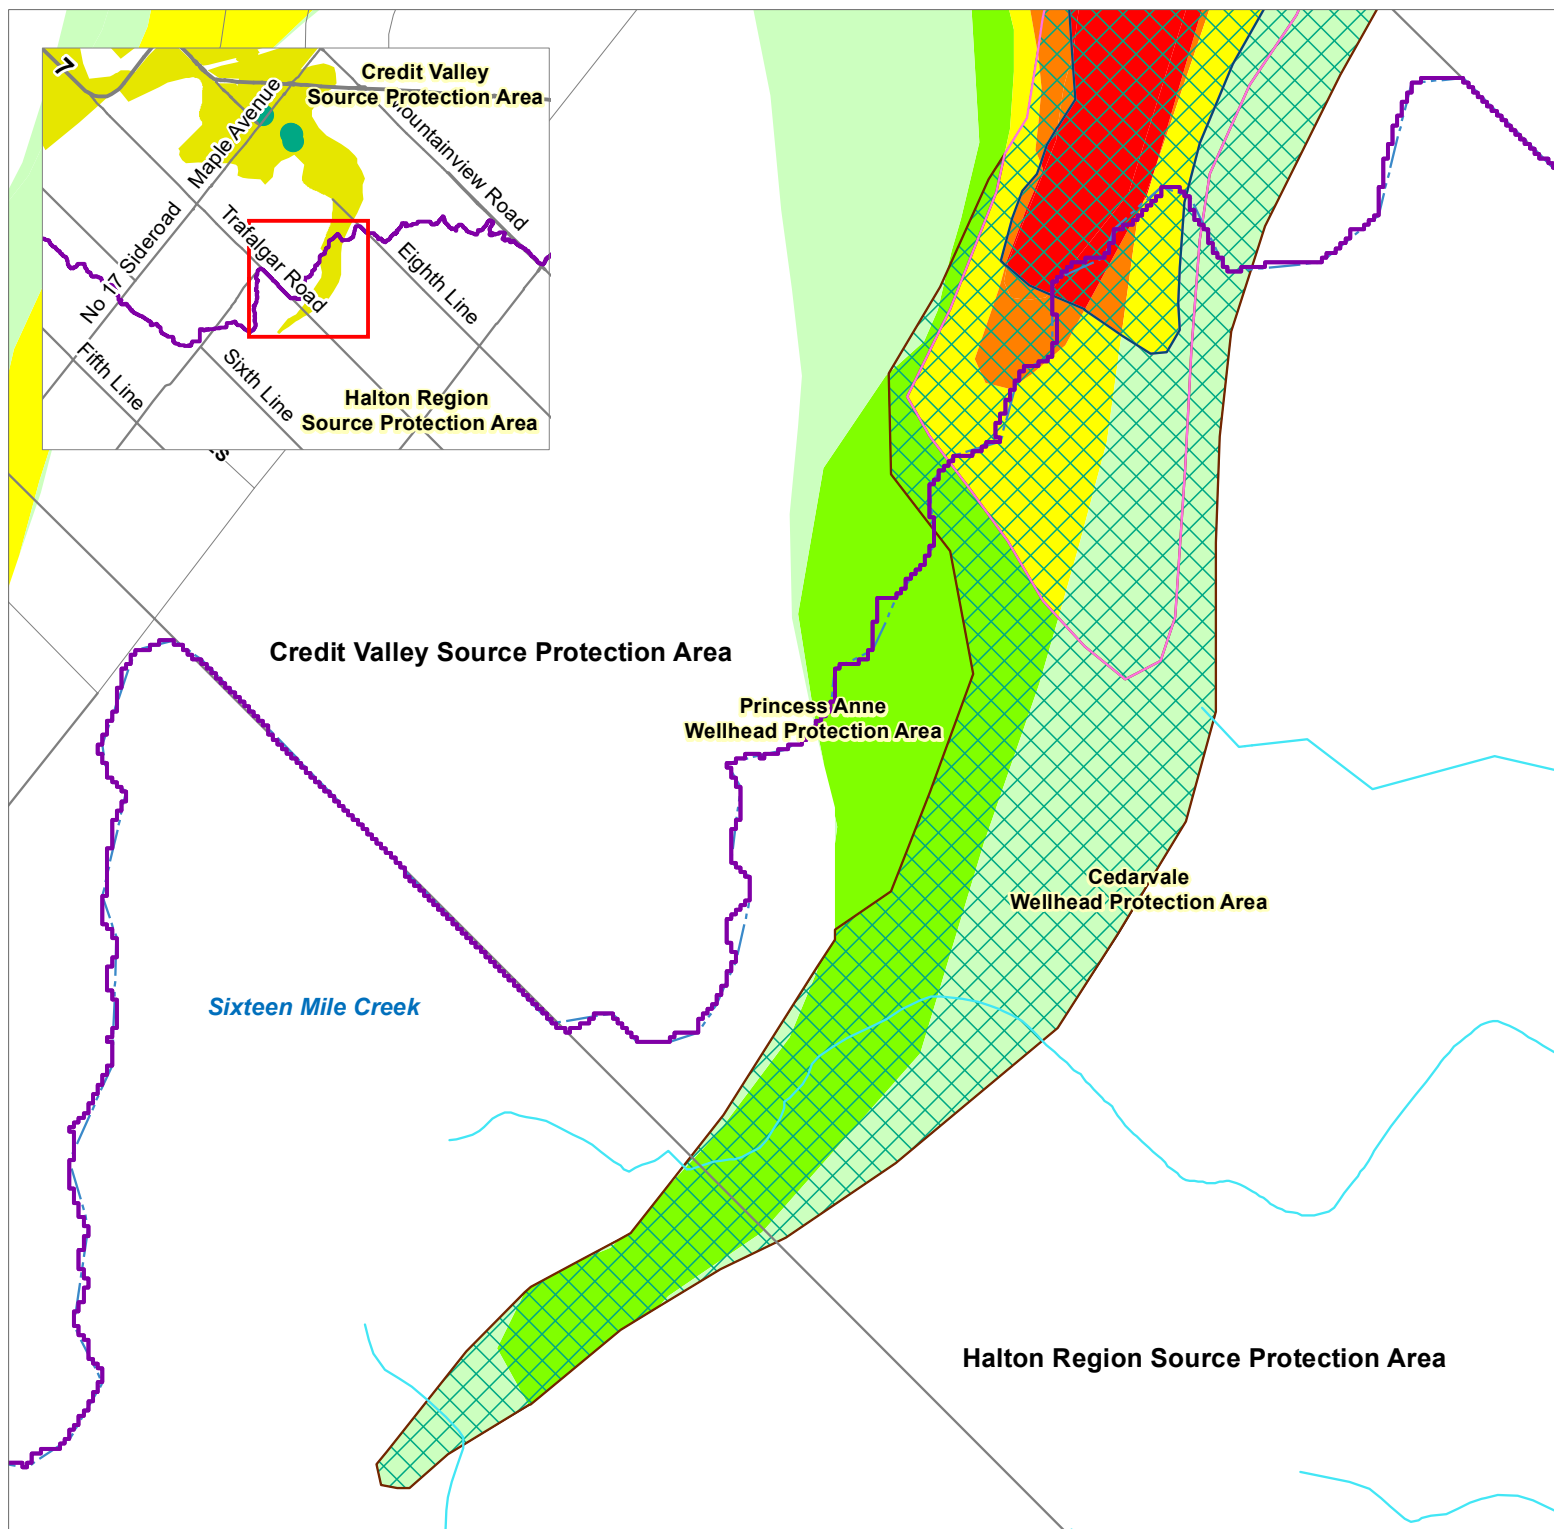 7
Credit Valley
Source Protection Area
Maple Avenue
Mountainview Road
No 17 Sideroad
Trafalgar Road
Eighth Line
Fifth Line
Sixth Line
Halton Region
Source Protection Area
Credit Valley Source Protection Area
Princess Anne
Wellhead Protection Area
Cedarvale
Wellhead Protection Area
Sixteen Mile Creek
Halton Region Source Protection Area